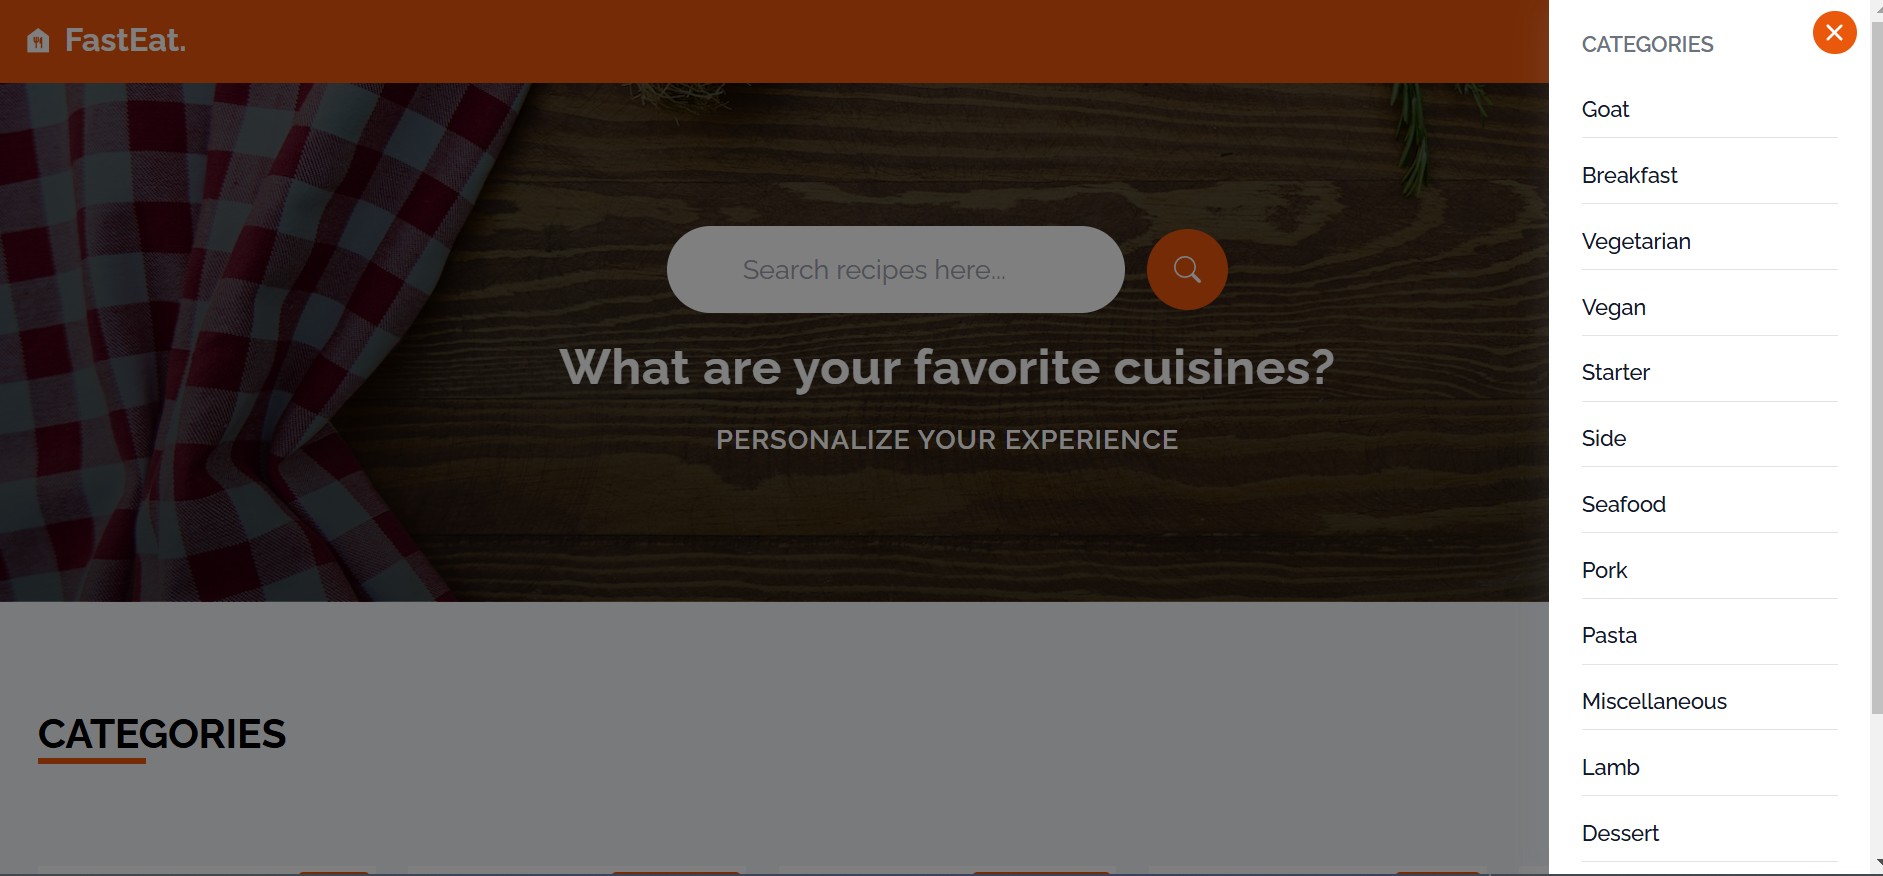 FastEat.
Search recipes here...
What are your favorite cuisines?
PERSONALIZE YOUR EXPERIENCE
CATEGORIES
CATEGORIES
Goat
Breakfast
Vegetarian
Vegan
Starter
Side
Seafood
Pork
Pasta
Miscellaneous
Lamb
Dessert